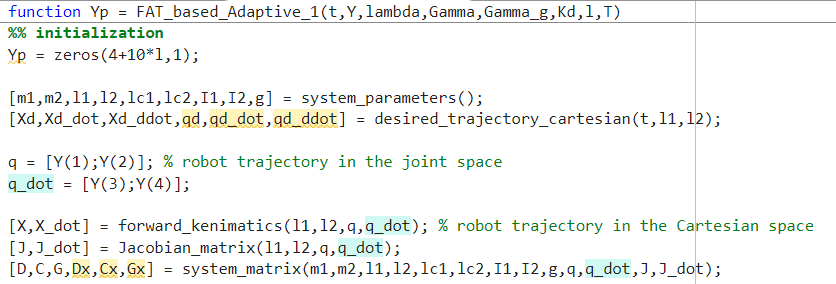 function Yp = FAT_based_Adaptive_1(t,Y,lambda,Gamma,Gamma_g,Kd,l,T)
%% initialization
Yp = zeros(4+10*l,1);
[m1,m2,l1,l2,lc1,lc2,I1,I2,g] = system_parameters();
[Xd,Xd_dot,Xd_ddot,qd,qd_dot,qd_ddot] = desired_trajectory_cartesian(t,l1,l2);
q = [Y(1);Y(2)]; % robot trajectory in the joint space
q_dot = [Y(3);Y(4)];
[X,X_dot] = forward_kenimatics(l1,l2,q,q_dot); % robot trajectory in the Cartesian space
[J,J_dot] = Jacobian_matrix(l1,l2,q,q_dot);
[D,C,G,Dx,Cx,Gx] = system_matrix(m1,m2,l1,l2,lc1,lc2,I1,I2,g,q,q_dot,J,J_dot);